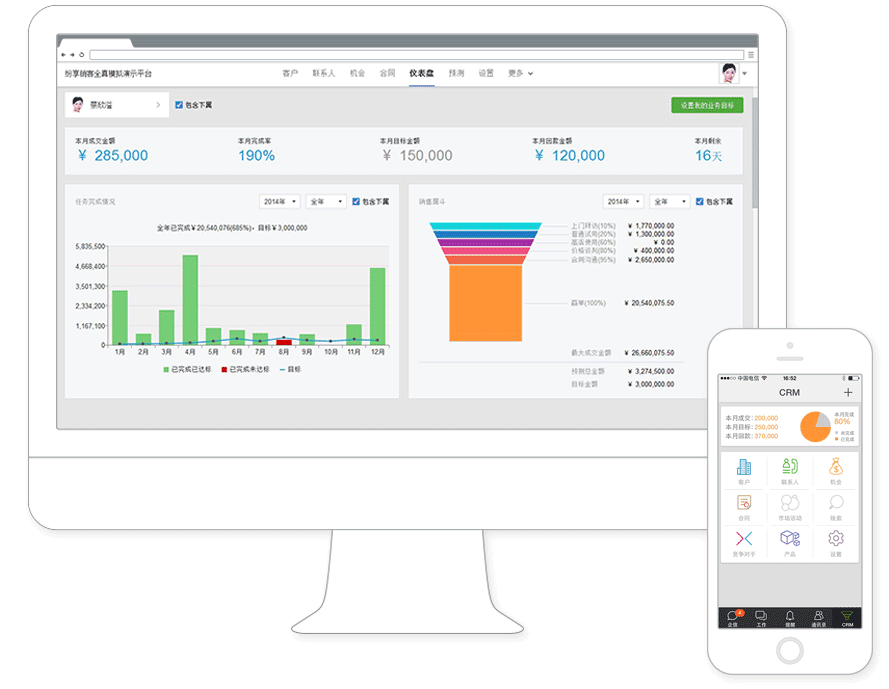 纷享销客全真模拟演示平台
客户 联系人 机会 合同 仪表盘 预测 设置 更多
蔡欣溢 包含下属
设置我的业务目标
本月成交金额 本月完成率 本月目标金额 本月回款金额 本月剩余
¥ 285,000 190% ¥ 150,000 ¥ 120,000 16天
任务完成情况 2014年 全年 包含下属
全年已完成¥20,540,076(685%),目标¥3,000,000
5,835,500
4,668,400
3,501,300
2,334,200
1,167,100
0
1月 2月 3月 4月 5月 6月 7月 8月 9月 10月 11月 12月
已完成已达标 已完成未达标 目标
销售漏斗 2014年 全年 包含下属
上门拜访(10%) ¥ 1,770,000.00
普通试用(20%) ¥ 1,300,000.00
高级使用(60%) ¥ 0.00
价格谈判(80%) ¥ 400,000.00
合同沟通(95%) ¥ 2,650,000.00
赢单(100%) ¥ 20,540,075.50
最大成交金额 ¥ 26,660,075.50
预测总金额 ¥ 3,274,500.00
目标金额 ¥ 3,000,000.00
中国电信 16:52
CRM
本月成交: 200,000
本月目标: 250,000
本月回款: 370,000
本月完成
80%
未完成
已完成
客户 联系人 机会
合同 市场活动 线索
竞争对手 产品 设置
企信 工作 提醒 通讯录 CRM